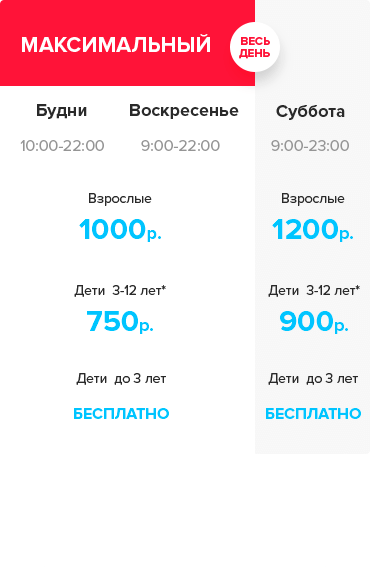 МАКСИМАЛЬНЫЙ
ВЕСЬ
ДЕНЬ
Будни Воскресенье Суббота
10:00-22:00 9:00-22:00 9:00-23:00
Взрослые Взрослые
1000р. 1200р.
Дети 3-12 лет* Дети 3-12 лет*
750р. 900р.
Дети до 3 лет Дети до 3 лет
БЕСПЛАТНО БЕСПЛАТНО